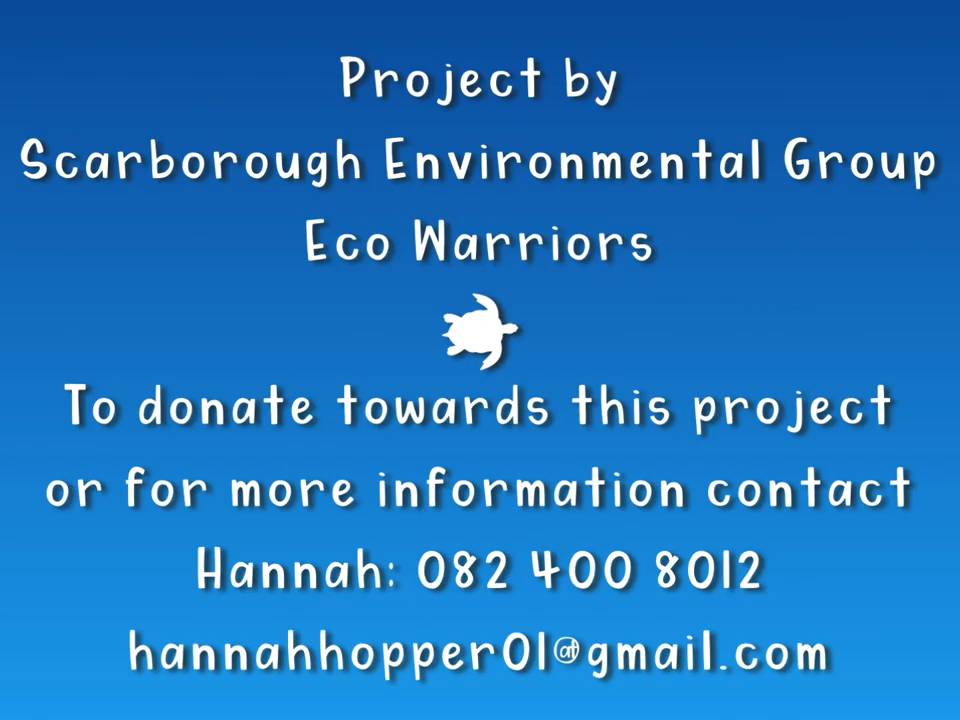 Project by
Scarborough Environmental Group
Eco Warriors
To donate towards this project
or for more information contact
Hannah: 082 400 8012
hannahhopper01@gmail.com